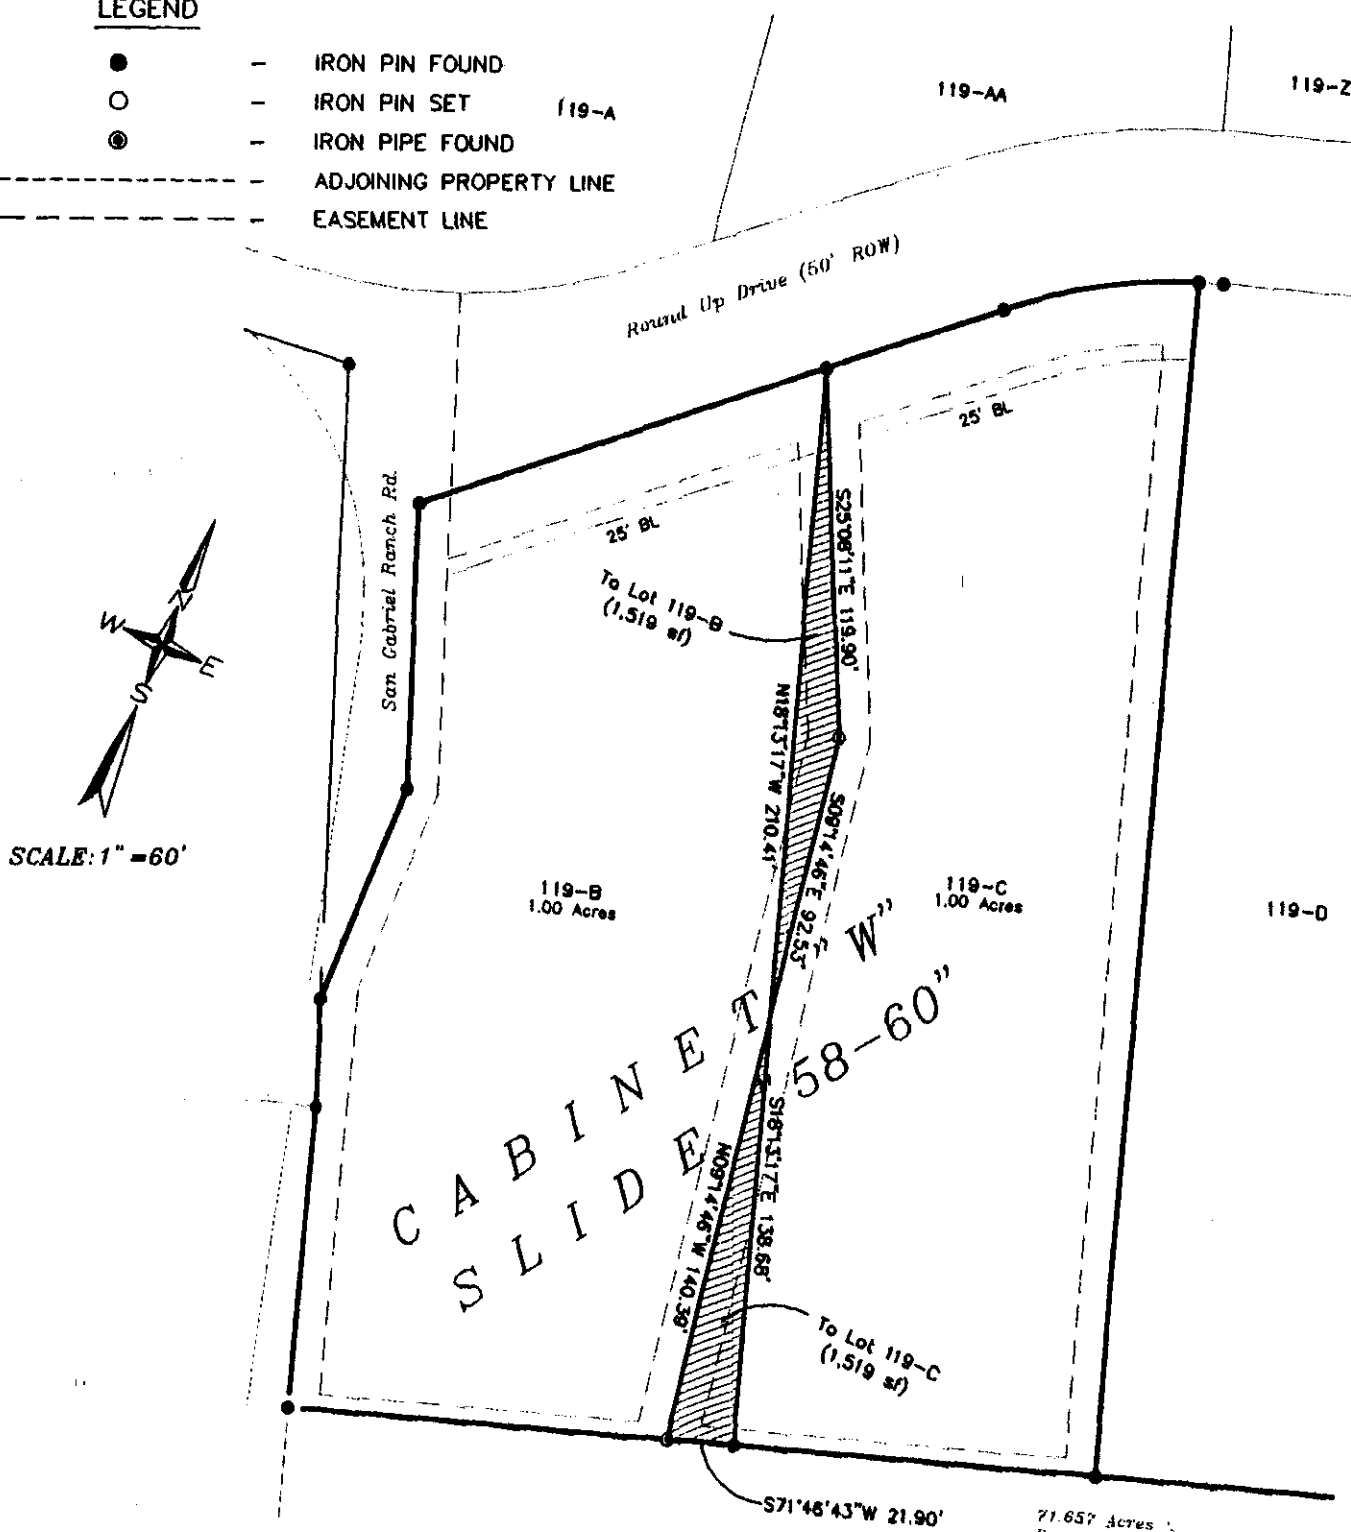 LEGEND
- IRON PIN FOUND
- IRON PIN SET
- IRON PIPE FOUND
- ADJOINING PROPERTY LINE
- EASEMENT LINE
119-A
119-AA
119-Z
Round Up Drive (50' ROW)
25' BL
25' BL
San Gabriel Ranch Rd.
To Lot 119-B
(1,519 sf)
S25°08'11"E 119.90'
N18°13'17"W 210.41'
S09°14'46"E 92.53'
N
W
E
S
SCALE: 1"=60'
119-B
1.00 Acres
119-C
1.00 Acres
119-D
CABINET "W"
SLIDE 58-60"
S18°13'17"E 138.68'
N09°14'46"W 140.39'
To Lot 119-C
(1,519 sf)
S71°46'43"W 21.90'
71.657 Acres